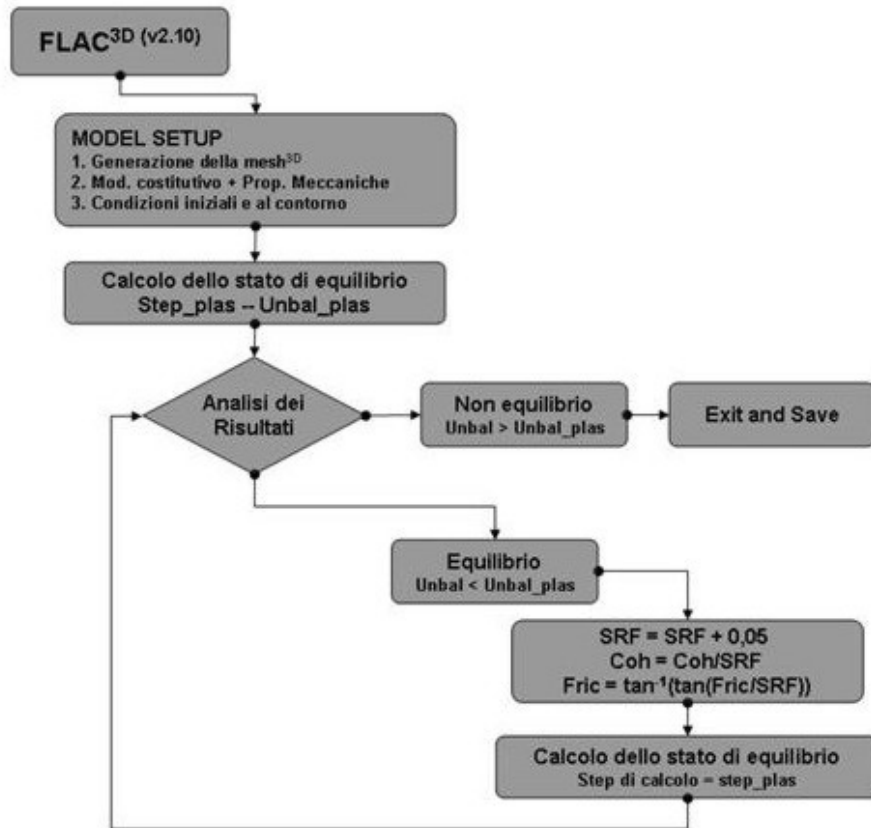 FLAC3D (v2.10)
MODEL SETUP
1. Generazione della mesh3D
2. Mod. costitutivo + Prop. Meccaniche
3. Condizioni iniziali e al contorno
Calcolo dello stato di equilibrio
Step_plas -- Unbal_plas
Analisi dei
Risultati
Non equilibrio
Unbal > Unbal_plas
Exit and Save
Equilibrio
Unbal < Unbal_plas
SRF = SRF + 0,05
Coh = Coh/SRF
Fric = tan-1(tan(Fric/SRF))
Calcolo dello stato di equilibrio
Step di calcolo = step_plas